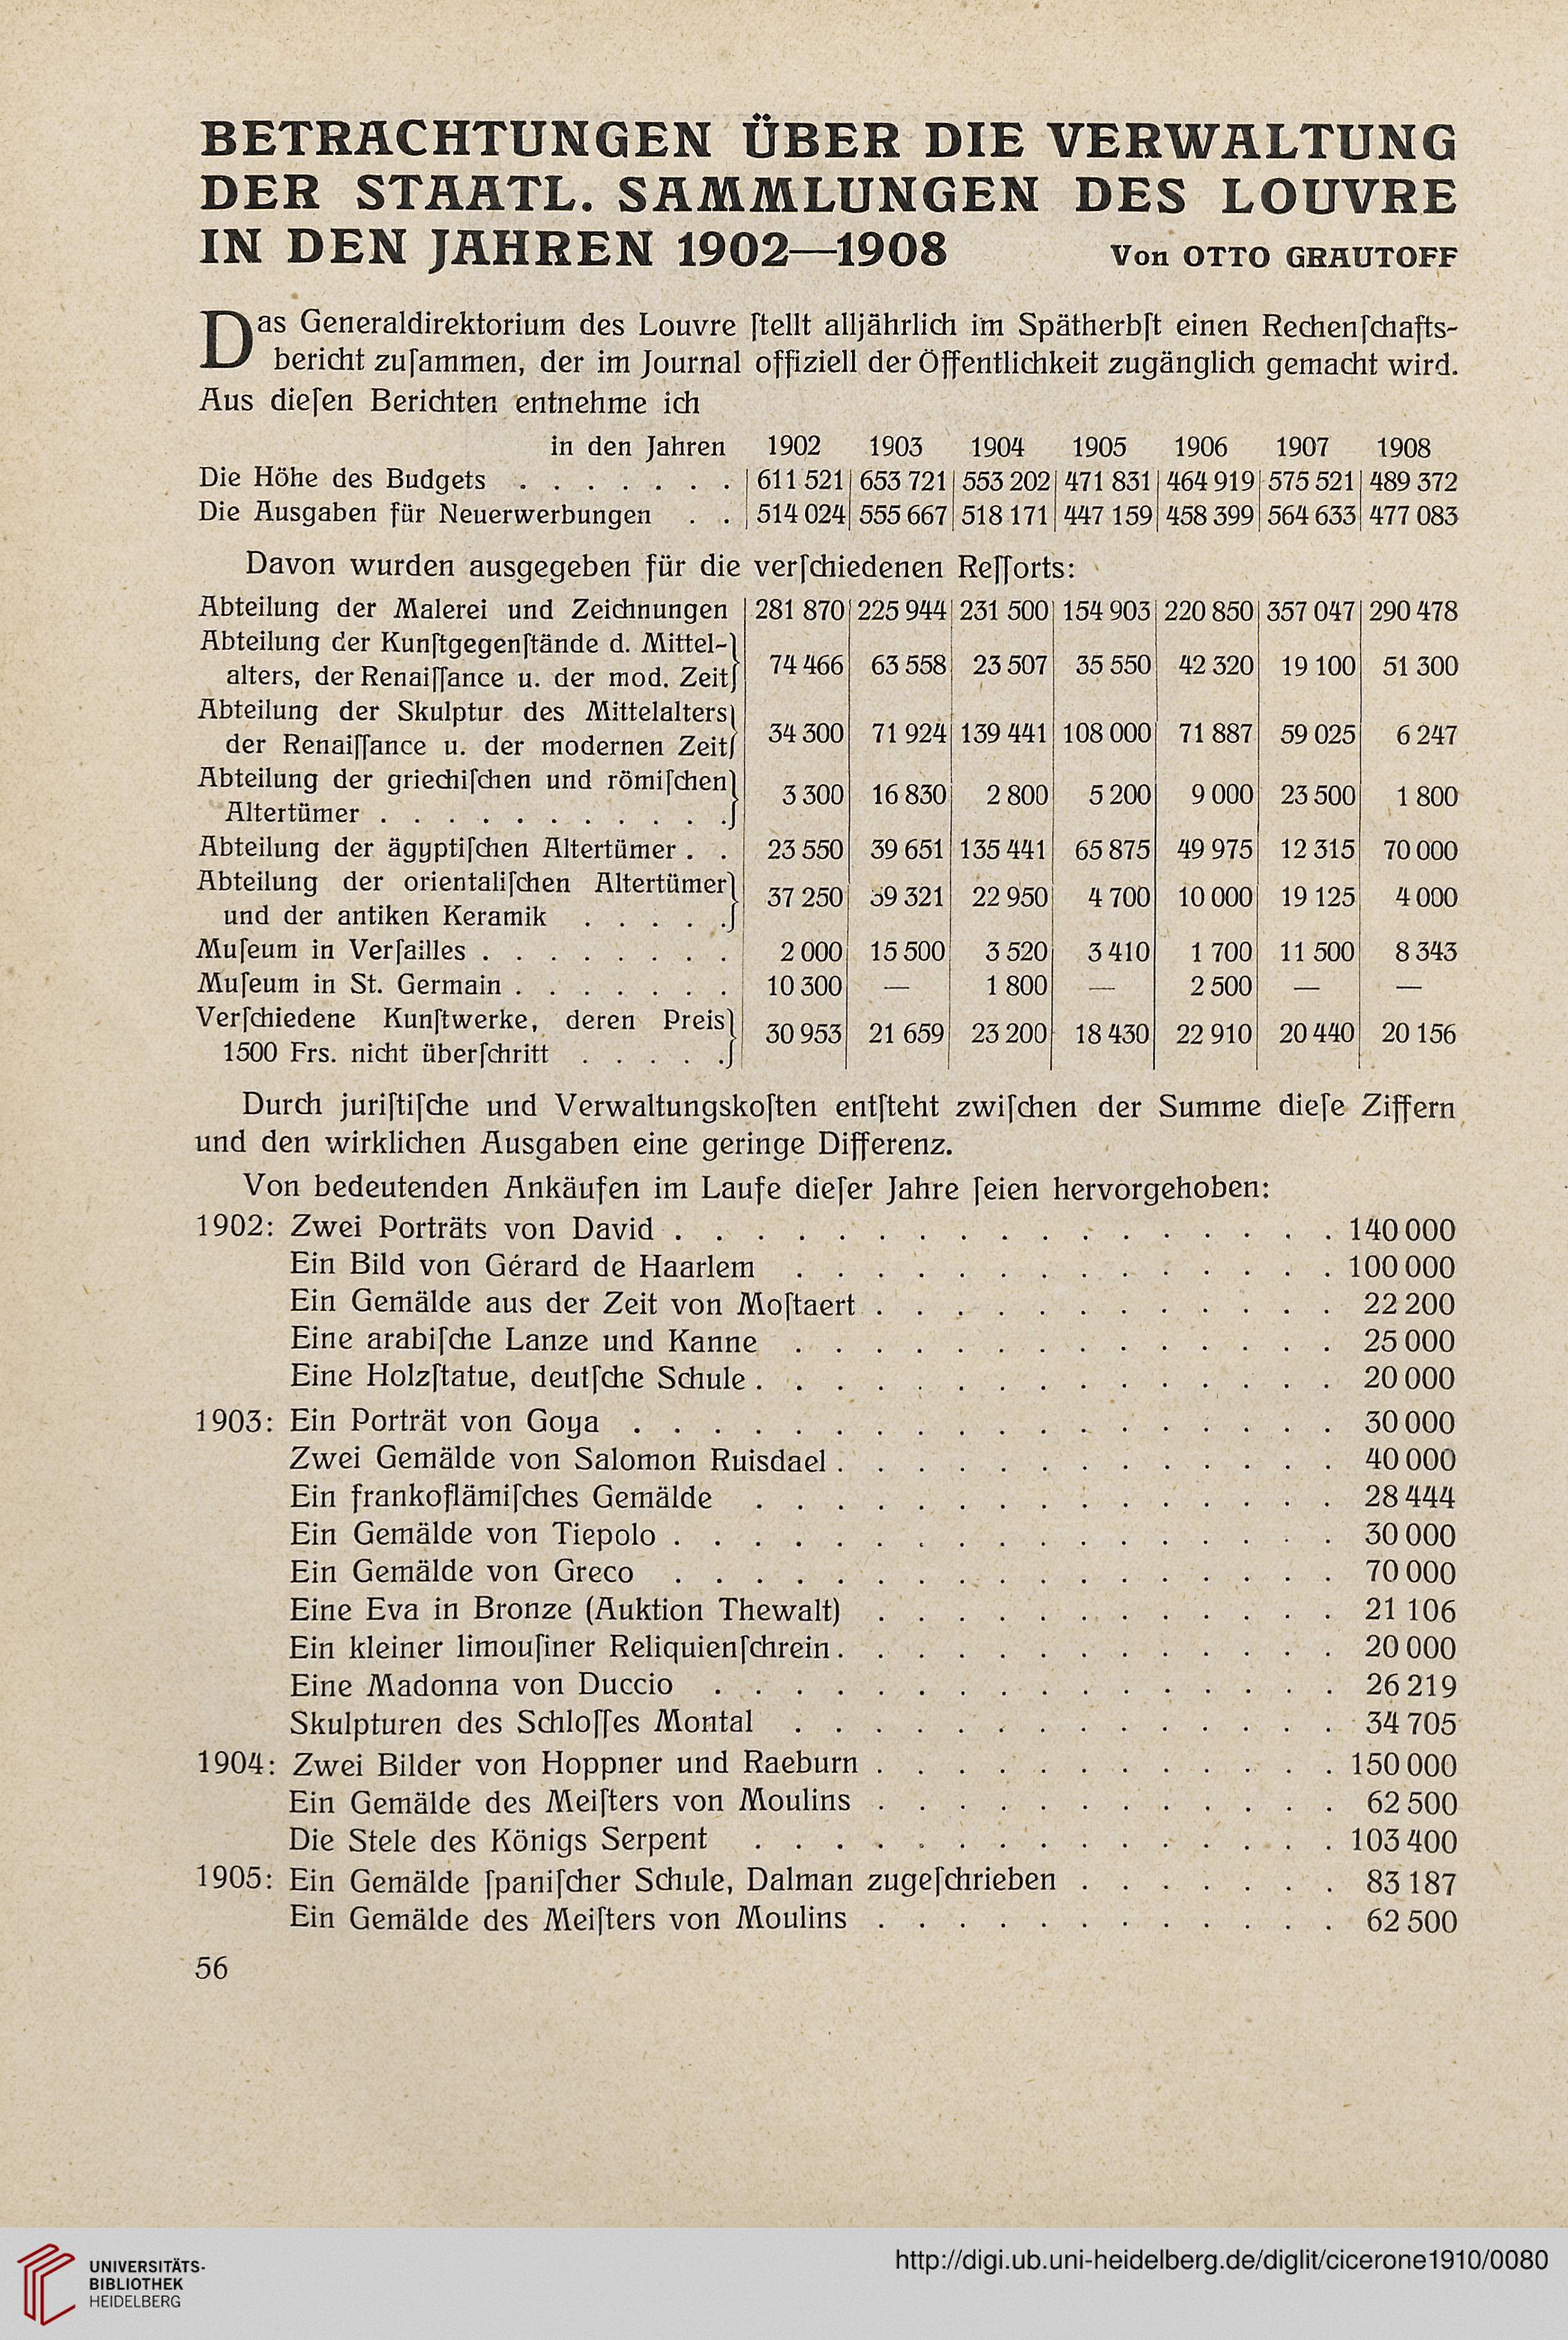 BETRACHTUNGEN ÜBER DIE VERWALTUNG
DER STAATL. SAMMLUNGEN DES LOUVRE
IN DEN JAHREN 1902—1908 Von OTTO GRAUTOFF
Das Generaldirektorium des Louvre ſtellt alljährlich im Spätherbſt einen Rechenſchafts-
bericht zuſammen, der im Journal offiziell der Öffentlichkeit zugänglich gemacht wird.
Aus dieſen Berichten entnehme ich
in den Jahren 1902 1903 1904 1905 1906 1907 1908
Die Höhe des Budgets . . . . . . . 611 521 653 721 553 202 471 831 464 919 575 521 489 372
Die Ausgaben für Neuerwerbungen . . 514 024 555 667 518 171 447 159 458 399 564 633 477 083
Davon wurden ausgegeben für die verſchiedenen Reſſorts:
Abteilung der Malerei und Zeichnungen 281 870 225 944 231 500 154 903 220 850 357 047 290 478
Abteilung der Kunſtgegenſtände d. Mittel-
alters, der Renaiſſance u. der mod. Zeit 74 466 63 558 23 507 35 550 42 320 19 100 51 300
Abteilung der Skulptur des Mittelalters
der Renaiſſance u. der modernen Zeit 34 300 71 924 139 441 108 000 71 887 59 025 6 247
Abteilung der griechiſchen und römiſchen
Altertümer . . . . . . . . . . . 3 300 16 830 2 800 5 200 9 000 23 500 1 800
Abteilung der ägyptiſchen Altertümer . . 23 550 39 651 135 441 65 875 49 975 12 315 70 000
Abteilung der orientaliſchen Altertümer
und der antiken Keramik . . . . . 37 250 59 321 22 950 4 700 10 000 19 125 4 000
Muſeum in Verſailles . . . . . . . . 2 000 15 500 3 520 3 410 1 700 11 500 8 343
Muſeum in St. Germain . . . . . . . 10 300 — 1 800 — 2 500 — —
Verſchiedene Kunſtwerke, deren Preis
1500 Frs. nicht überſchritt . . . . . 30 953 21 659 23 200 18 430 22 910 20 440 20 156
Durch juriſtiſche und Verwaltungskoſten entſteht zwiſchen der Summe dieſe Ziffern
und den wirklichen Ausgaben eine geringe Differenz.
Von bedeutenden Ankäufen im Laufe dieſer Jahre ſeien hervorgehoben:
1902: Zwei Porträts von David . . . . . . . . . . . . . . . . . 140 000
Ein Bild von Gérard de Haarlem . . . . . . . . . . . . . . 100 000
Ein Gemälde aus der Zeit von Moſtaert . . . . . . . . . . . . 22 200
Eine arabiſche Lanze und Kanne . . . . . . . . . . . . . . 25 000
Eine Holzſtatue, deutſche Schule . . . . . . . . . . . . . . . 20 000
1903: Ein Porträt von Goya . . . . . . . . . . . . . . . . . . 30 000
Zwei Gemälde von Salomon Ruisdael . . . . . . . . . . . . . 40 000
Ein frankoflämiſches Gemälde . . . . . . . . . . . . . . . 28 444
Ein Gemälde von Tiepolo . . . . . . . . . . . . . . . . . 30 000
Ein Gemälde von Greco . . . . . . . . . . . . . . . . . 70 000
Eine Eva in Bronze (Auktion Thewalt) . . . . . . . . . . . . 21 106
Ein kleiner limouſiner Reliquienſchrein . . . . . . . . . . . . . 20 000
Eine Madonna von Duccio . . . . . . . . . . . . . . . . 26 219
Skulpturen des Schloſſes Montal . . . . . . . . . . . . . . 34 705
1904: Zwei Bilder von Hoppner und Raeburn . . . . . . . . . . . . 150 000
Ein Gemälde des Meiſters von Moulins . . . . . . . . . . . . 62 500
Die Stele des Königs Serpent . . . . . . . . . . . . . . . 103 400
1905: Ein Gemälde ſpaniſcher Schule, Dalman zugeſchrieben . . . . . . . 83 187
Ein Gemälde des Meiſters von Moulins . . . . . . . . . . . . 62 500
56
UNIVERSITÄTS-
BIBLIOTHEK
HEIDELBERG
http://digi.ub.uni-heidelberg.de/diglit/cicerone1910/0080